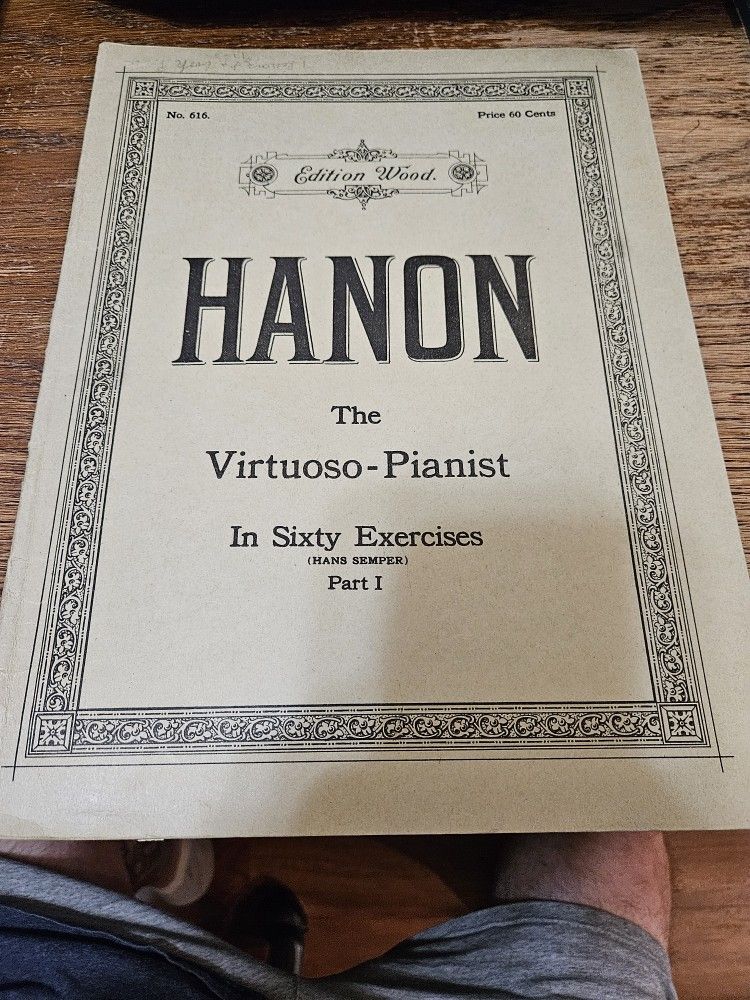 No. 616.
Price 60 Cents
Edition Wood.
HANON
The
Virtuoso-Pianist
In Sixty Exercises
(HANS SEMPER)
Part I